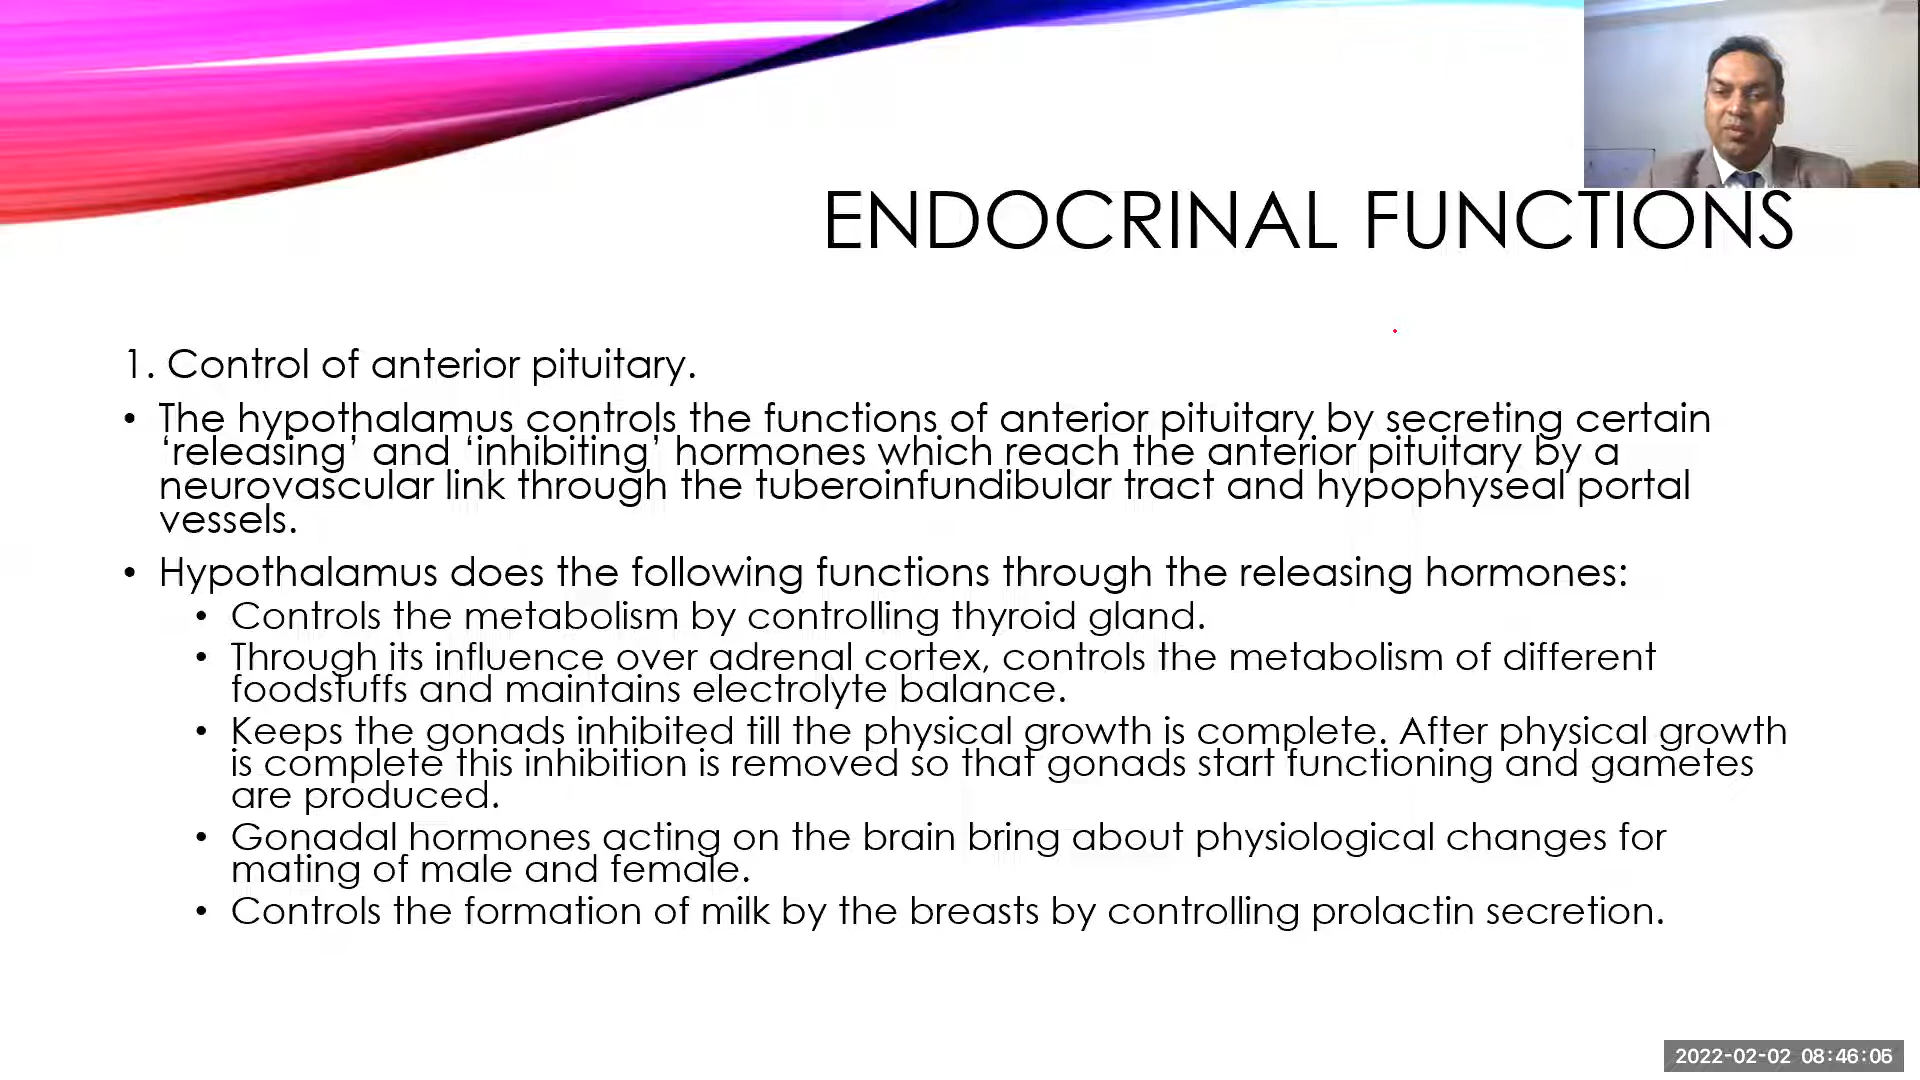 ENDOCRINAL FUNCTIONS
1. Control of anterior pituitary.
• The hypothalamus controls the functions of anterior pituitary by secreting certain
‘releasing’ and ‘inhibiting’ hormones which reach the anterior pituitary by a
neurovascular link through the tuberoinfundibular tract and hypophyseal portal
vessels.
• Hypothalamus does the following functions through the releasing hormones:
• Controls the metabolism by controlling thyroid gland.
• Through its influence over adrenal cortex, controls the metabolism of different
foodstuffs and maintains electrolyte balance.
• Keeps the gonads inhibited till the physical growth is complete. After physical growth
is complete this inhibition is removed so that gonads start functioning and gametes
are produced.
• Gonadal hormones acting on the brain bring about physiological changes for
mating of male and female.
• Controls the formation of milk by the breasts by controlling prolactin secretion.
2022-02-02 08:46:06